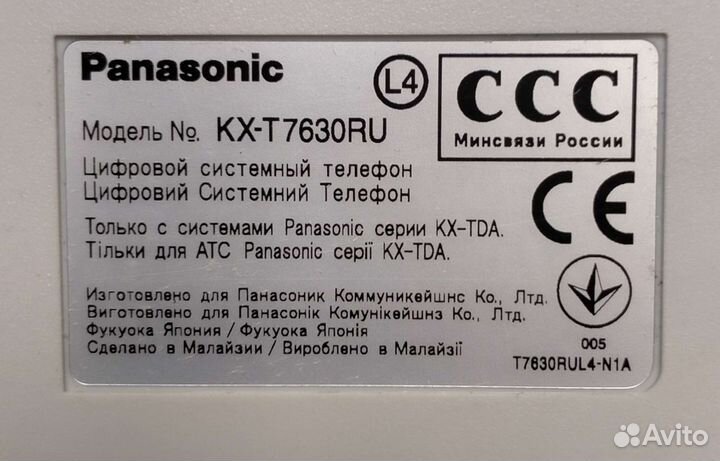 Panasonic
L4
ССС
Минсвязи России
Модель No. KX-T7630RU
Цифровой системный телефон
Цифровий Системний Телефон
CE
Только с системами Panasonic серии KX-TDA.
Тільки для АТС Panasonic серії KX-TDA.
Изготовлено для Панасоник Коммуникейшнс Ко., Лтд.
Виготовлено для Панасонік Комунікейшнз Ко., Лтд.
Фукуока Япония / Фукуока Японія
Сделано в Малайзии / Вироблено в Малайзії
005
T7630RUL4-N1A
Avito